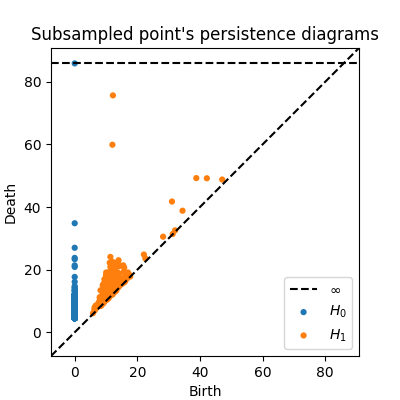 Subsampled point's persistence diagrams
Death
80
60
40
20
0
∞
H₀
H₁
0 20 40 60 80
Birth